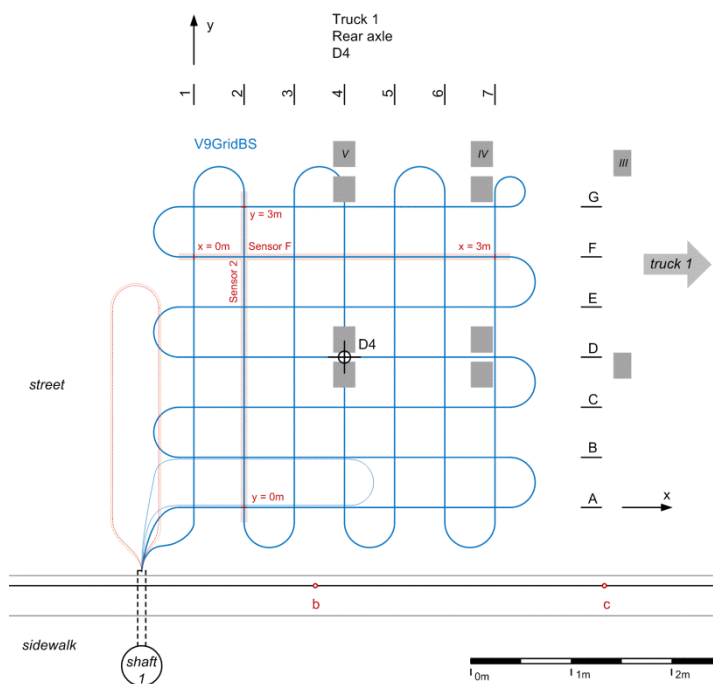 Truck 1
Rear axle
D4
y
1
2
3
4
5
6
7
V9GridBS
V
IV
III
G
y = 3m
x = 0m
Sensor F
x = 3m
F
truck 1
Sensor 2
E
D4
D
street
C
B
y = 0m
A
x
b
c
sidewalk
shaft
1
0m
1m
2m